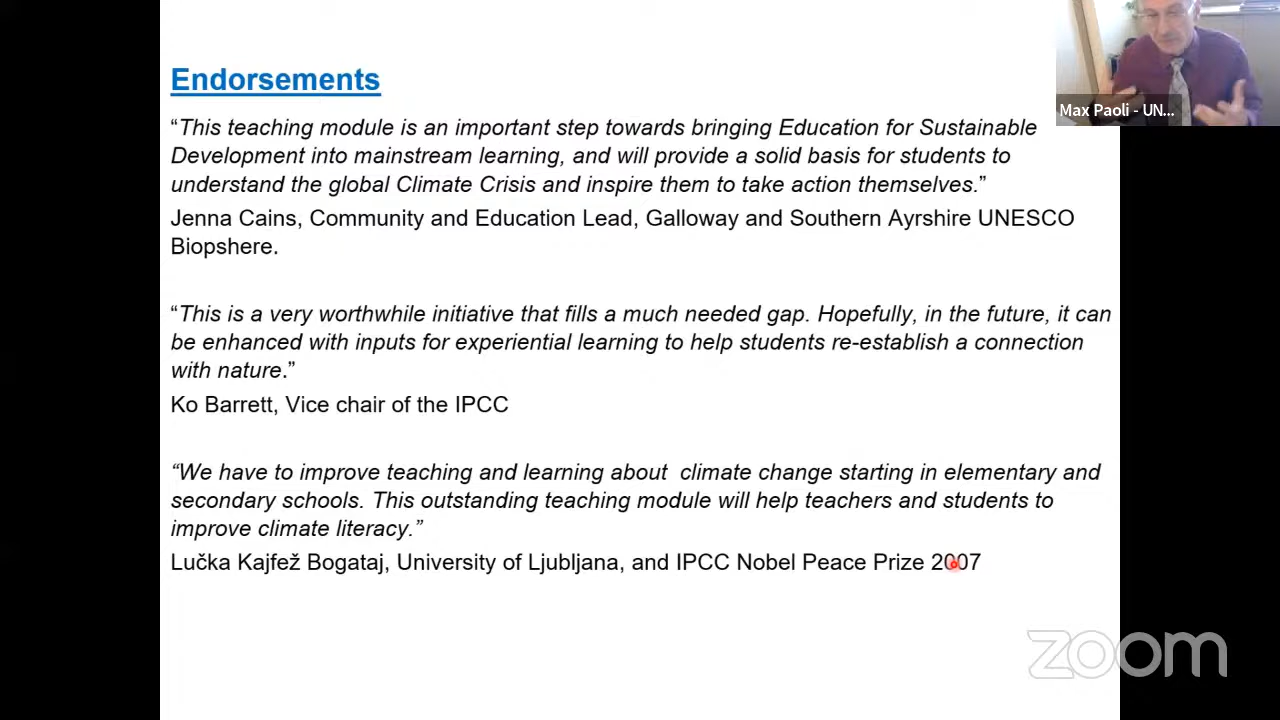 Endorsements
Max Paoli - UN...
“This teaching module is an important step towards bringing Education for Sustainable
Development into mainstream learning, and will provide a solid basis for students to
understand the global Climate Crisis and inspire them to take action themselves.”
Jenna Cains, Community and Education Lead, Galloway and Southern Ayrshire UNESCO
Biopshere.
“This is a very worthwhile initiative that fills a much needed gap. Hopefully, in the future, it can
be enhanced with inputs for experiential learning to help students re-establish a connection
with nature.”
Ko Barrett, Vice chair of the IPCC
“We have to improve teaching and learning about  climate change starting in elementary and
secondary schools. This outstanding teaching module will help teachers and students to
improve climate literacy.”
Lučka Kajfež Bogataj, University of Ljubljana, and IPCC Nobel Peace Prize 2007
zoom